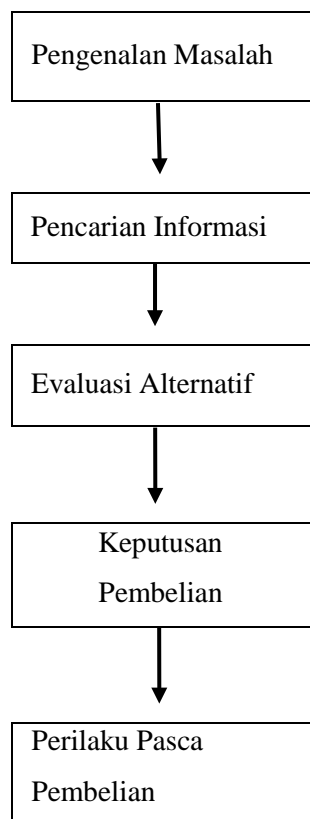 Pengenalan Masalah
Pencarian Informasi
Evaluasi Alternatif
Keputusan
Pembelian
Perilaku Pasca
Pembelian